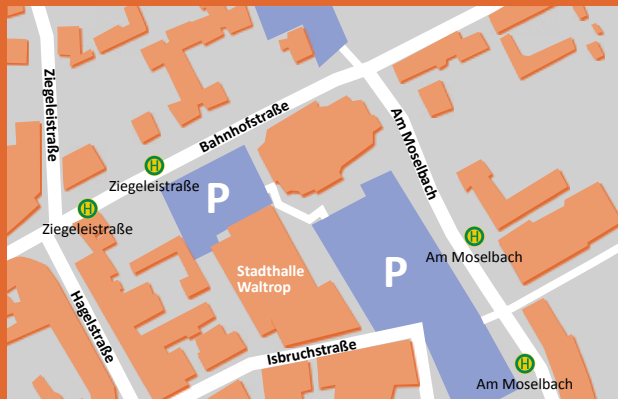 Ziegeleistraße
Bahnhofstraße
Am Moselbach
H
Ziegeleistraße
P
H
Ziegeleistraße
H
Am Moselbach
Stadthalle
Waltrop
P
Hagelstraße
Isbruchstraße
H
Am Moselbach